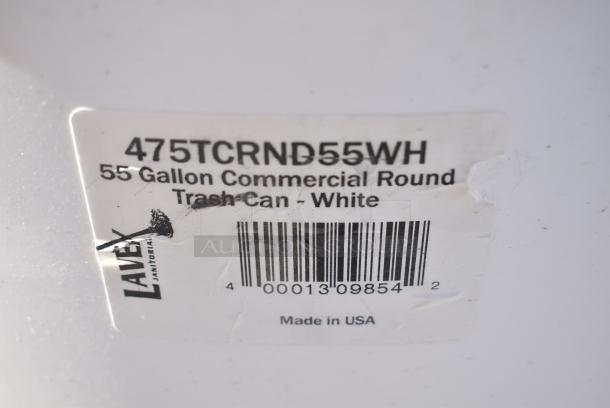 475TCRND55WH
55 Gallon Commercial Round
Trash Can - White
LAVEX
JANITORIAL
4 00013 09854 2
Made in USA